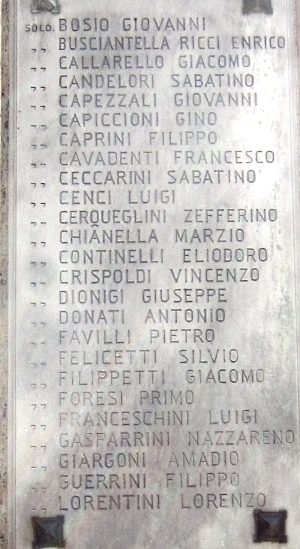 SOLD. BOSIO GIOVANNI
,, BUSCIANTELLA RICCI ENRICO
,, CALLARELLO GIACOMO
,, CANDELORI SABATINO
,, CAPEZZALI GIOVANNI
,, CAPICCIONI GINO
,, CAPRINI FILIPPO
,, CAVADENTI FRANCESCO
,, CECCARINI SABATINO
,, CENCI LUIGI
,, CERQUEGLINI ZEFFERINO
,, CHIÂNELLA MARZIO
,, CONTINELLI ELIODORO
,, CRISPOLDI VINCENZO
,, DIONIGI GIUSEPPE
,, DONATI ANTONIO
,, FAVILLI PIETRO
,, FELICETTI SILVIO
,, FILIPPETTI GIACOMO
,, FORESI PRIMO
,, FRANCESCHINI LUIGI
,, GASPARRINI NAZZARENO
,, GIARGONI AMADIO
,, GUERRINI FILIPPO
,, LORENTINI LORENZO